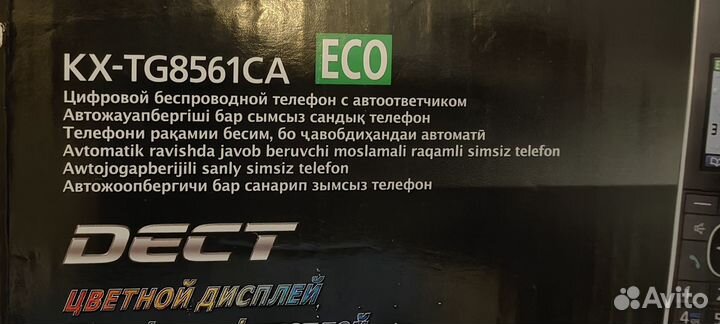 KX-TG8561CA ECO
Цифровой беспроводной телефон с автоответчиком
Автожауапбергіші бар сымсыз сандық телефон
Телефони рақамии бесим, бо ҷавобдиҳандаи автоматӣ
Avtomatik ravishda javob beruvchi moslamali raqamli simsiz telefon
Awtojogapberijili sanly simsiz telefon
Автожоопбергичи бар санарип зымсыз телефон
DECT
ЦВЕТНОЙ ДИСПЛЕЙ
Avito